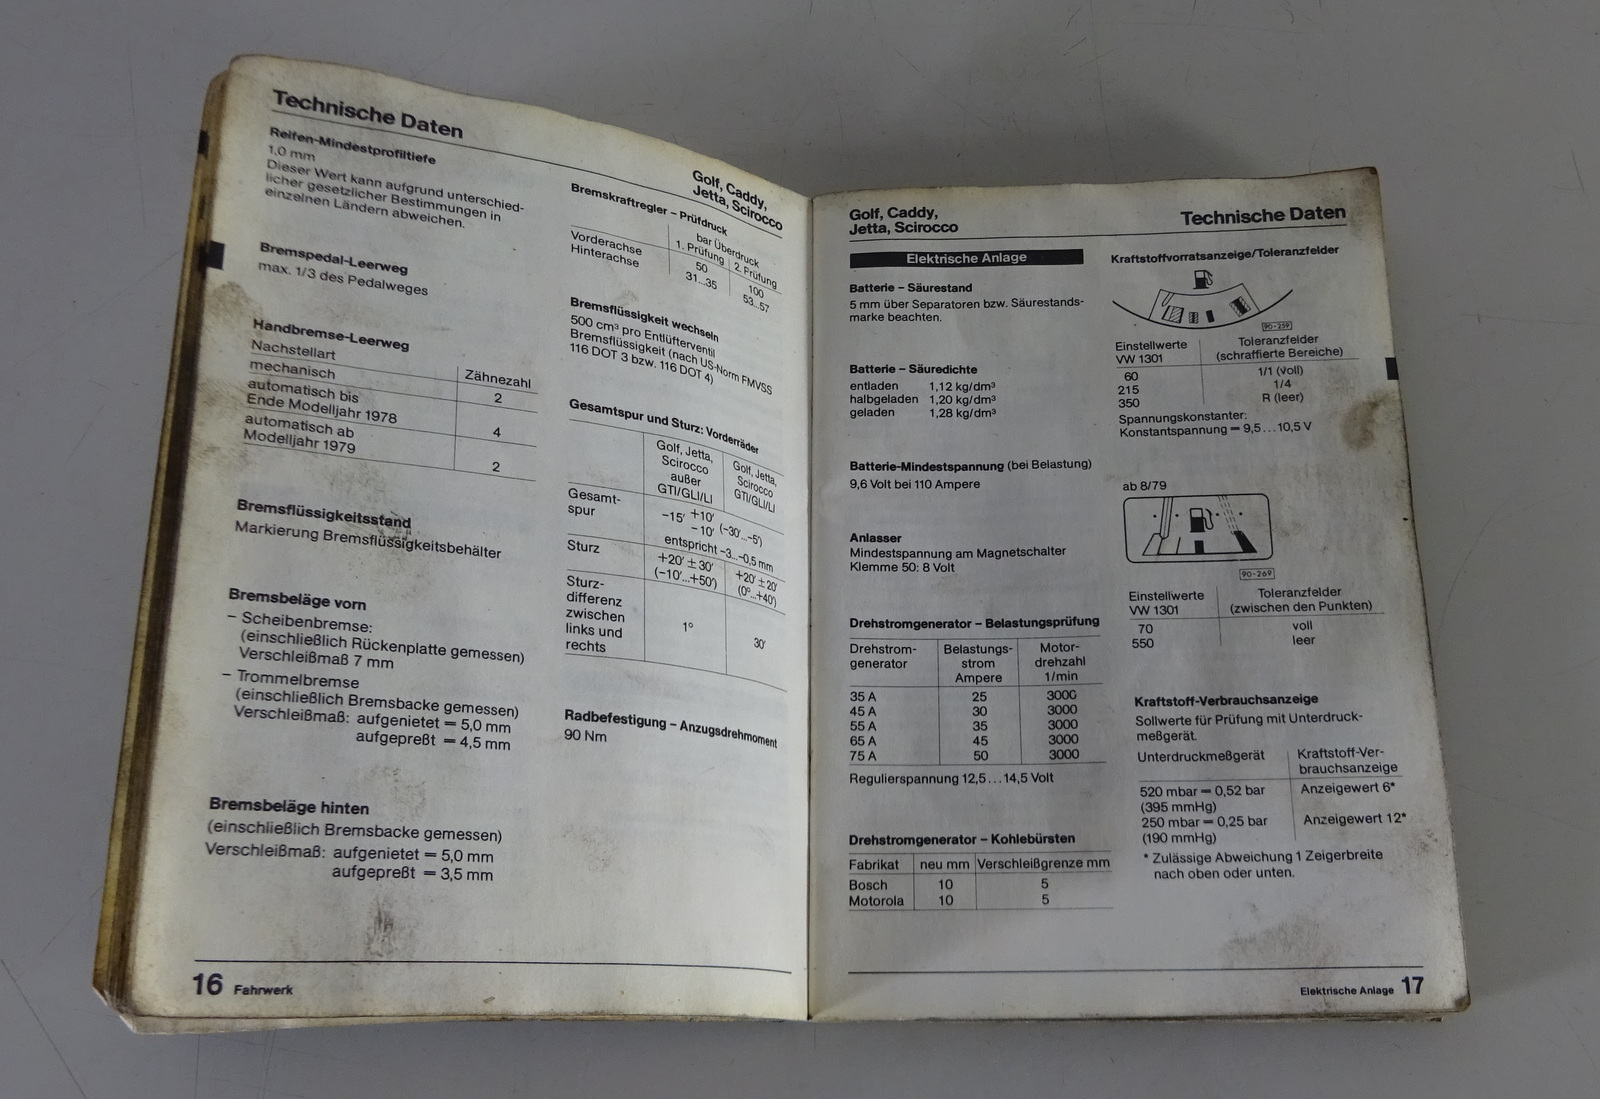 Technische Daten
Golf, Caddy,
Jetta, Scirocco
Reifen-Mindestprofiltiefe
1,0 mm
Dieser Wert kann aufgrund unterschied-
licher gesetzlicher Bestimmungen in
einzelnen Ländern abweichen.
Bremspedal-Leerweg
max. 1/3 des Pedalweges
Handbremse-Leerweg
Nachstellart Zähnezahl
mechanisch 2
automatisch bis
Ende Modelljahr 1978 4
automatisch ab
Modelljahr 1979 2
Bremsflüssigkeitsstand
Markierung Bremsflüssigkeitsbehälter
Bremsbeläge vorn
– Scheibenbremse:
(einschließlich Rückenplatte gemessen)
Verschleißmaß 7 mm
– Trommelbremse
(einschließlich Bremsbacke gemessen)
Verschleißmaß: aufgenietet = 5,0 mm
aufgepreßt = 4,5 mm
Bremsbeläge hinten
(einschließlich Bremsbacke gemessen)
Verschleißmaß: aufgenietet = 5,0 mm
aufgepreßt = 3,5 mm
Bremskraftregler – Prüfdruck
bar Überdruck
1. Prüfung 2. Prüfung
Vorderachse 50 100
Hinterachse 31...35 53...57
Bremsflüssigkeit wechseln
500 cm³ pro Entlüfterventil
Bremsflüssigkeit (nach US-Norm FMVSS
116 DOT 3 bzw. 116 DOT 4)
Gesamtspur und Sturz: Vorderräder
Golf, Jetta, Golf, Jetta,
Scirocco Scirocco
außer GTI/GLI/LI
GTI/GLI/LI
Gesamt-
spur
−15′ +10′
−10′ (−30′...−5′)
entspricht −3...−0,5 mm
Sturz +20′ ± 30′ +20′ ± 20′
(−10′...+50′) (0°...+40′)
Sturz-
differenz
zwischen
links und 1° 30′
rechts
Radbefestigung – Anzugsdrehmoment
90 Nm
16 Fahrwerk
Golf, Caddy,
Jetta, Scirocco
Technische Daten
Elektrische Anlage
Batterie – Säurestand
5 mm über Separatoren bzw. Säurestands-
marke beachten.
Batterie – Säuredichte
entladen 1,12 kg/dm³
halbgeladen 1,20 kg/dm³
geladen 1,28 kg/dm³
Batterie-Mindestspannung (bei Belastung)
9,6 Volt bei 110 Ampere
Anlasser
Mindestspannung am Magnetschalter
Klemme 50: 8 Volt
Drehstromgenerator – Belastungsprüfung
Drehstrom- Belastungs- Motor-
generator strom drehzahl
Ampere 1/min
35 A 25 3000
45 A 30 3000
55 A 35 3000
65 A 45 3000
75 A 50 3000
Regulierspannung 12,5...14,5 Volt
Drehstromgenerator – Kohlebürsten
Fabrikat neu mm Verschleißgrenze mm
Bosch 10 5
Motorola 10 5
Kraftstoffvorratsanzeige/Toleranzfelder
90-259
Einstellwerte Toleranzfelder
VW 1301 (schraffierte Bereiche)
60 1/1 (voll)
215 1/4
350 R (leer)
Spannungskonstanter:
Konstantspannung = 9,5...10,5 V
ab 8/79
90-269
Einstellwerte Toleranzfelder
VW 1301 (zwischen den Punkten)
70 voll
550 leer
Kraftstoff-Verbrauchsanzeige
Sollwerte für Prüfung mit Unterdruck-
meßgerät.
Unterdruckmeßgerät Kraftstoff-Ver-
brauchsanzeige
520 mbar = 0,52 bar Anzeigewert 6*
(395 mmHg)
250 mbar = 0,25 bar Anzeigewert 12*
(190 mmHg)
* Zulässige Abweichung 1 Zeigerbreite
nach oben oder unten.
Elektrische Anlage 17